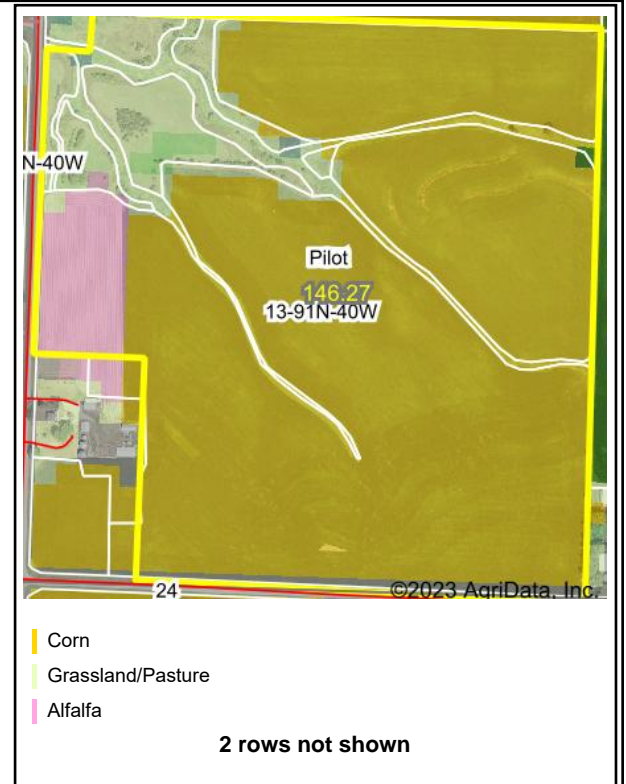 N-40W
Pilot
146.27
13-91N-40W
24
©2023 AgriData, Inc.
Corn
Grassland/Pasture
Alfalfa
2 rows not shown